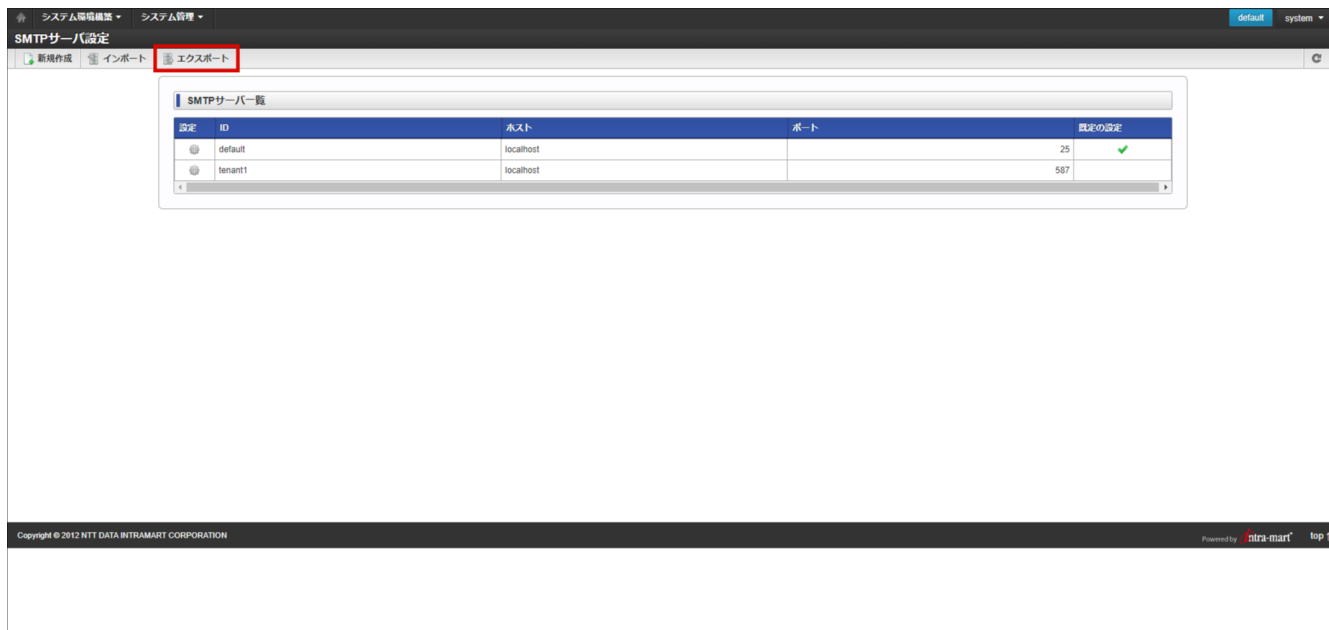 システム環境構築 システム管理 default system
SMTPサーバ設定
新規作成 インポート エクスポート
SMTPサーバ一覧
設定 ID ホスト ポート 既定の設定
default localhost 25
tenant1 localhost 587
Copyright © 2012 NTT DATA INTRAMART CORPORATION Powered by intra-mart top ↑